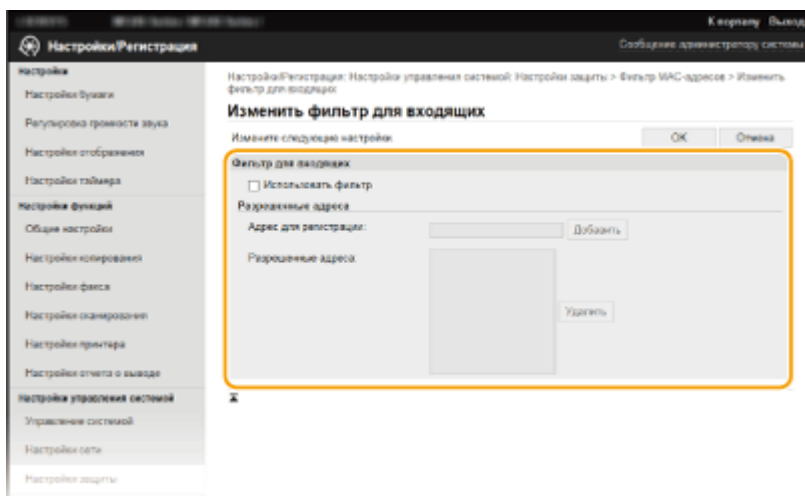 К порталу Выход
Настройки/Регистрация
Сообщение администратору системы
Настройки
Настройки бумаги
Регулировка громкости звука
Настройки отображения
Настройки таймера
Настройки функций
Общие настройки
Настройки копирования
Настройки факса
Настройки сканирования
Настройки принтера
Настройки отчета о выводе
Настройки управления системой
Управление системой
Настройки сети
Настройки защиты
Настройки/Регистрация: Настройки управления системой: Настройки защиты > Фильтр MAC-адресов > Изменить
фильтр для входящих
Изменить фильтр для входящих
Измените следующие настройки.
OK Отмена
Фильтр для входящих
Использовать фильтр
Разрешенные адреса
Адрес для регистрации:
Добавить
Разрешенные адреса:
Удалить